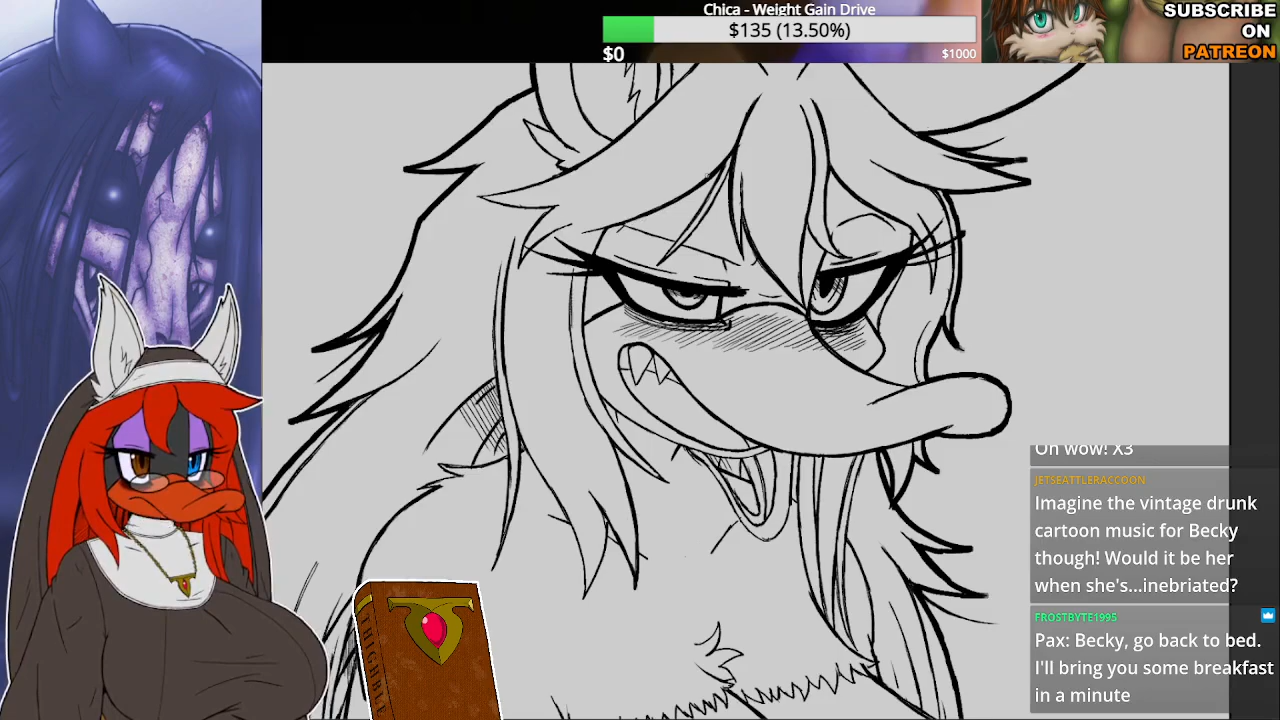 Chica - Weight Gain Drive
$135 (13.50%)
$0
$1000
SUBSCRIBE
ON
PATREON
Oh wow! X3
JETSEATTLERACCOON
Imagine the vintage drunk
cartoon music for Becky
though! Would it be her
when she's...inebriated?
FROSTBYTE1995
Pax: Becky, go back to bed.
I'll bring you some breakfast
in a minute
THIGHBLE